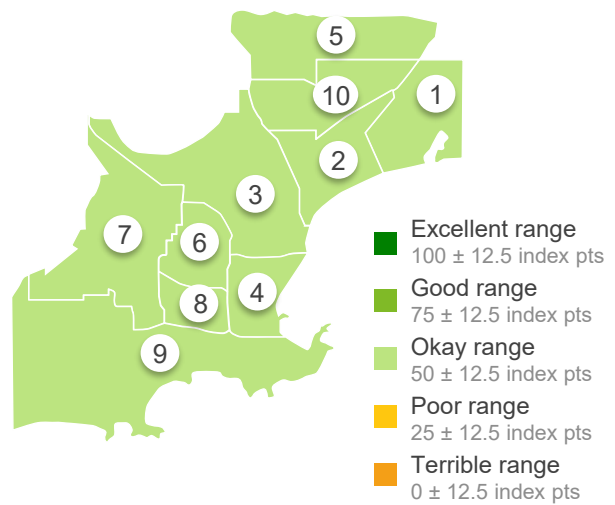 5
10
1
2
3
7
6
4
8
9
Excellent range
100 ± 12.5 index pts
Good range
75 ± 12.5 index pts
Okay range
50 ± 12.5 index pts
Poor range
25 ± 12.5 index pts
Terrible range
0 ± 12.5 index pts